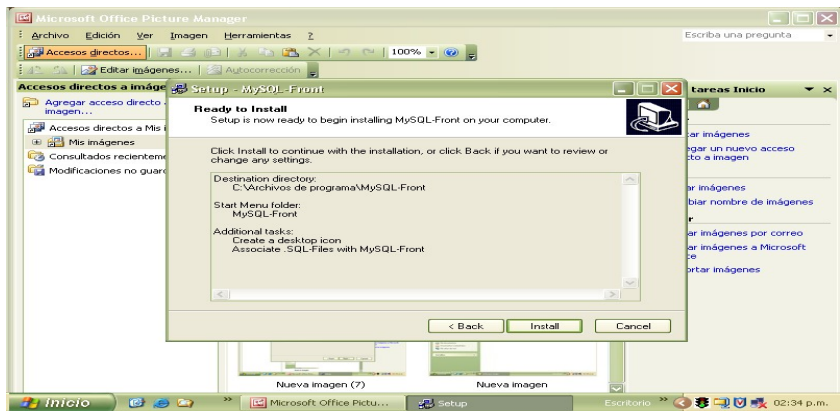 Microsoft Office Picture Manager
Archivo Edición Ver Imagen Herramientas ?
Escriba una pregunta
Accesos directos...
100%
Editar imágenes...
Autocorrección
Accesos directos a imáge
Agregar acceso directo
imagen...
Accesos directos a Mis i
Mis imágenes
Consultados recienteme
Modificaciones no guard
Setup - MySQL-Front
Ready to Install
Setup is now ready to begin installing MySQL-Front on your computer.
Click Install to continue with the installation, or click Back if you want to review or
change any settings.
Destination directory:
C:\Archivos de programa\MySQL-Front
Start Menu folder:
MySQL-Front
Additional tasks:
Create a desktop icon
Associate .SQL-Files with MySQL-Front
< Back
Install
Cancel
tareas Inicio
car imágenes
egar un nuevo acceso
cto a imagen
ar imágenes
biar nombre de imágenes
ar imágenes por correo
ar imágenes a Microsoft
ce
ortar imágenes
Nueva imagen (7)
Nueva imagen
Inicio
Microsoft Office Pictu...
Setup
Escritorio
02:34 p.m.